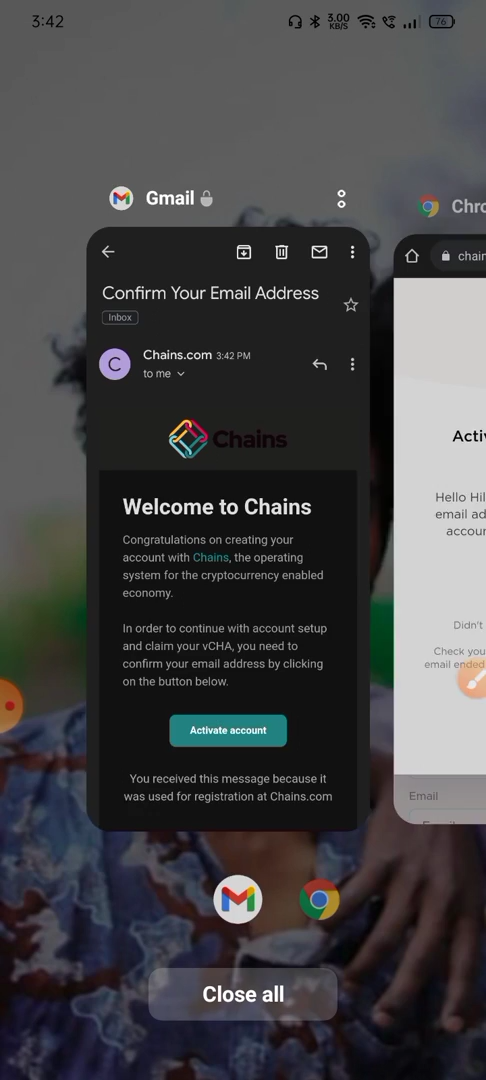 3:42
3.00
KB/S
76
Gmail
Chro
chain
Confirm Your Email Address
Inbox
C
Chains.com 3:42 PM
to me
Chains
Welcome to Chains
Congratulations on creating your
account with Chains, the operating
system for the cryptocurrency enabled
economy.
In order to continue with account setup
and claim your vCHA, you need to
confirm your email address by clicking
on the button below.
Activate account
You received this message because it
was used for registration at Chains.com
Activ
Hello Hil
email ad
accoun
Didn't
Check you
email ended
Email
Close all